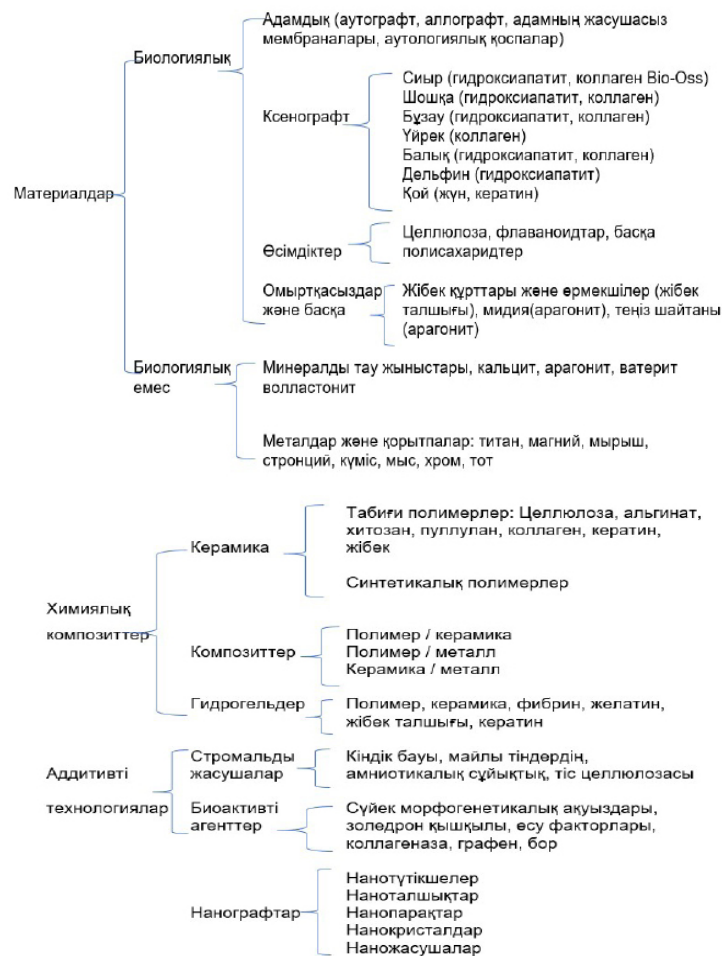 Адамдық (аутографт, аллографт, адамның жасушасыз
мембраналары, аутологиялық қоспалар)
Биологиялық
Сиыр (гидроксиапатит, коллаген Bio-Oss)
Шошқа (гидроксиапатит, коллаген)
Ксенографт
Бұзау (гидроксиапатит, коллаген)
Үйрек (коллаген)
Балық (гидроксиапатит, коллаген)
Дельфин (гидроксиапатит)
Материалдар
Қой (жүн, кератин)
Өсімдіктер
Целлюлоза, флаваноидтар, басқа
полисахаридтер
Омыртқасыздар
және басқа
Жібек құрттары және өрмекшілер (жібек
талшығы), мидия(арагонит), теңіз шайтаны
(арагонит)
Биологиялық
емес
Минералды тау жыныстары, кальцит, арагонит, ватерит
волластонит
Металдар және қорытпалар: титан, магний, мырыш,
стронций, күміс, мыс, хром, тот
Табиғи полимерлер: Целлюлоза, альгинат,
хитозан, пуллулан, коллаген, кератин,
жібек
Керамика
Синтетикалық полимерлер
Химиялық
композиттер
Полимер / керамика
Композиттер
Полимер / металл
Керамика / металл
Гидрогельдер
Полимер, керамика, фибрин, желатин,
жібек талшығы, кератин
Стромальды
жасушалар
Кіндік бауы, майлы тіндердің,
амниотикалық сұйықтық, тіс целлюлозасы
Аддитивті
технологиялар
Биоактивті
агенттер
Сүйек морфогенетикалық ақуыздары,
золедрон қышқылы, өсу факторлары,
коллагеназа, графен, бор
Нанотүтікшелер
Наноталшықтар
Нанографтар
Нанопарақтар
Нанокристалдар
Наножасушалар